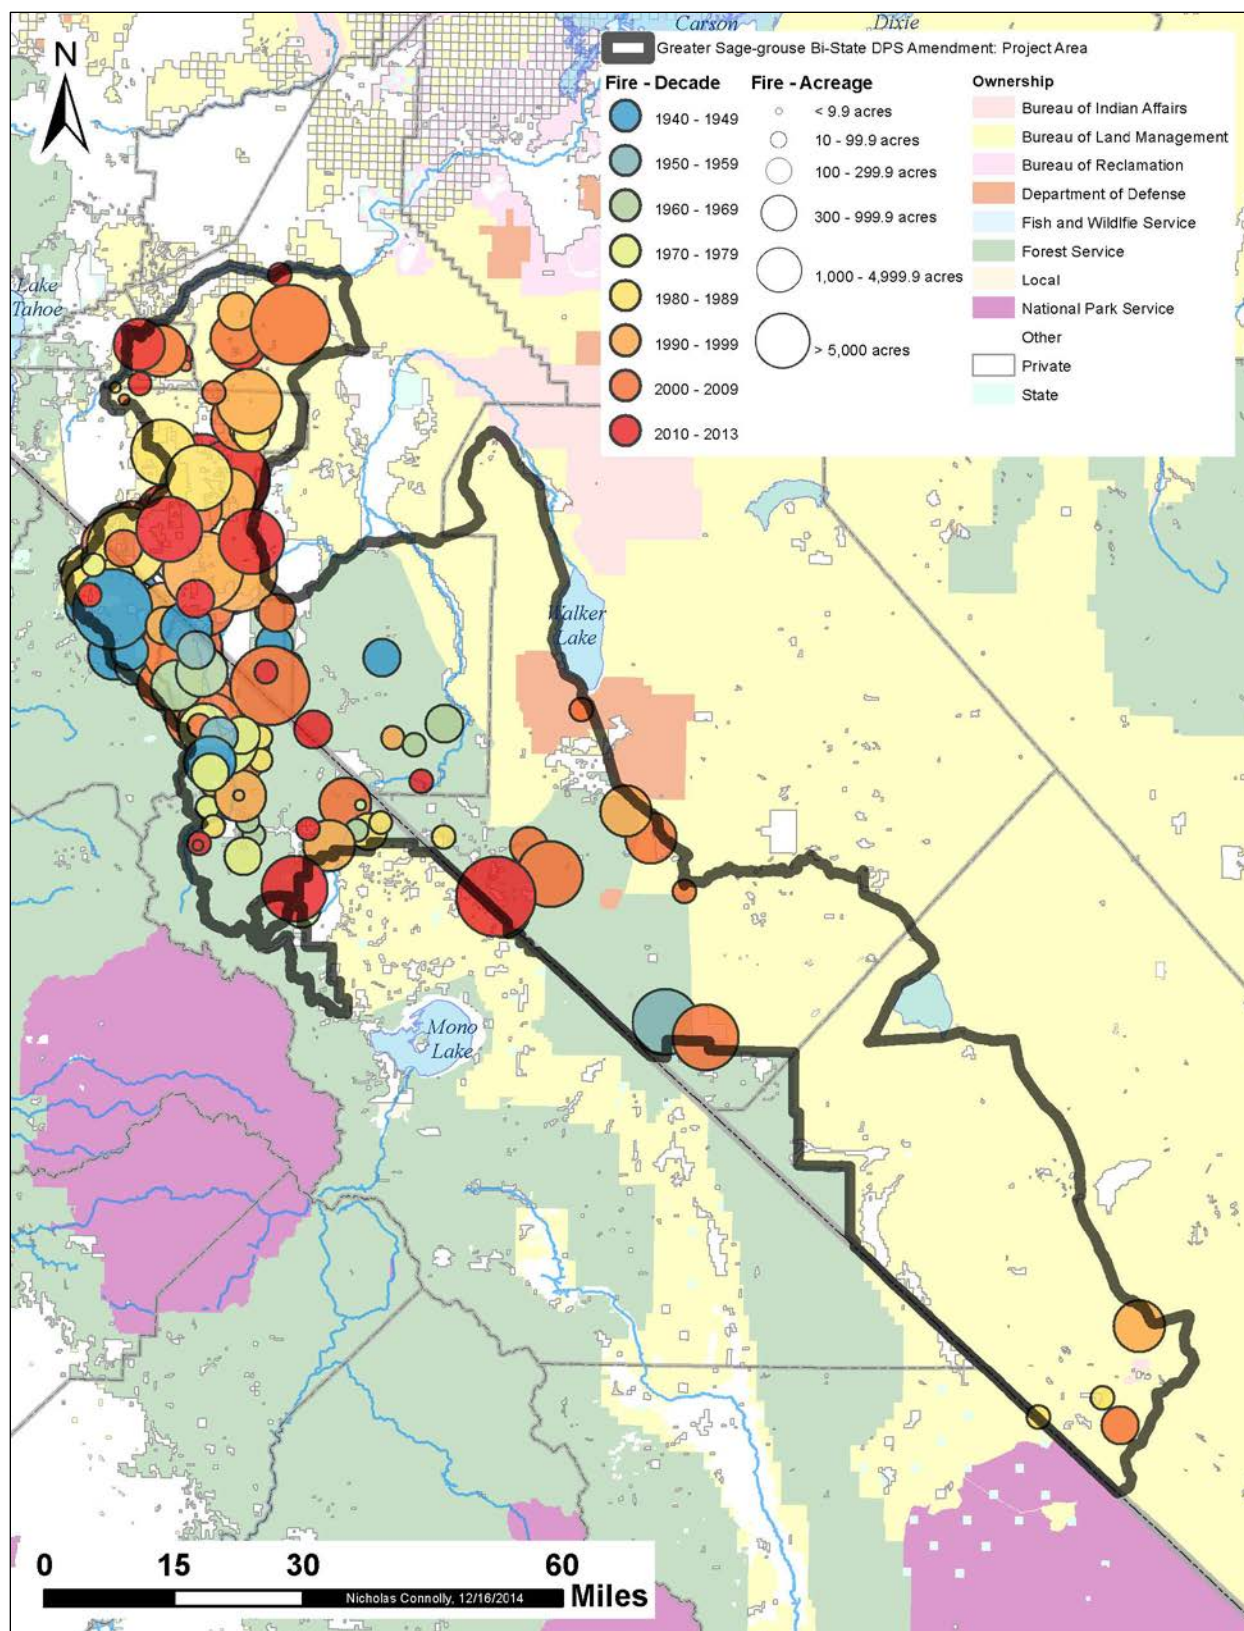 Carson
Dixie
N
Greater Sage-grouse Bi-State DPS Amendment: Project Area
Fire - Decade
1940 - 1949
1950 - 1959
1960 - 1969
1970 - 1979
1980 - 1989
1990 - 1999
2000 - 2009
2010 - 2013
Fire - Acreage
< 9.9 acres
10 - 99.9 acres
100 - 299.9 acres
300 - 999.9 acres
1,000 - 4,999.9 acres
> 5,000 acres
Ownership
Bureau of Indian Affairs
Bureau of Land Management
Bureau of Reclamation
Department of Defense
Fish and Wildlfie Service
Forest Service
Local
National Park Service
Other
Private
State
Lake
Tahoe
Walker
Lake
Mono
Lake
0 15 30 60
Miles
Nicholas Connolly, 12/16/2014